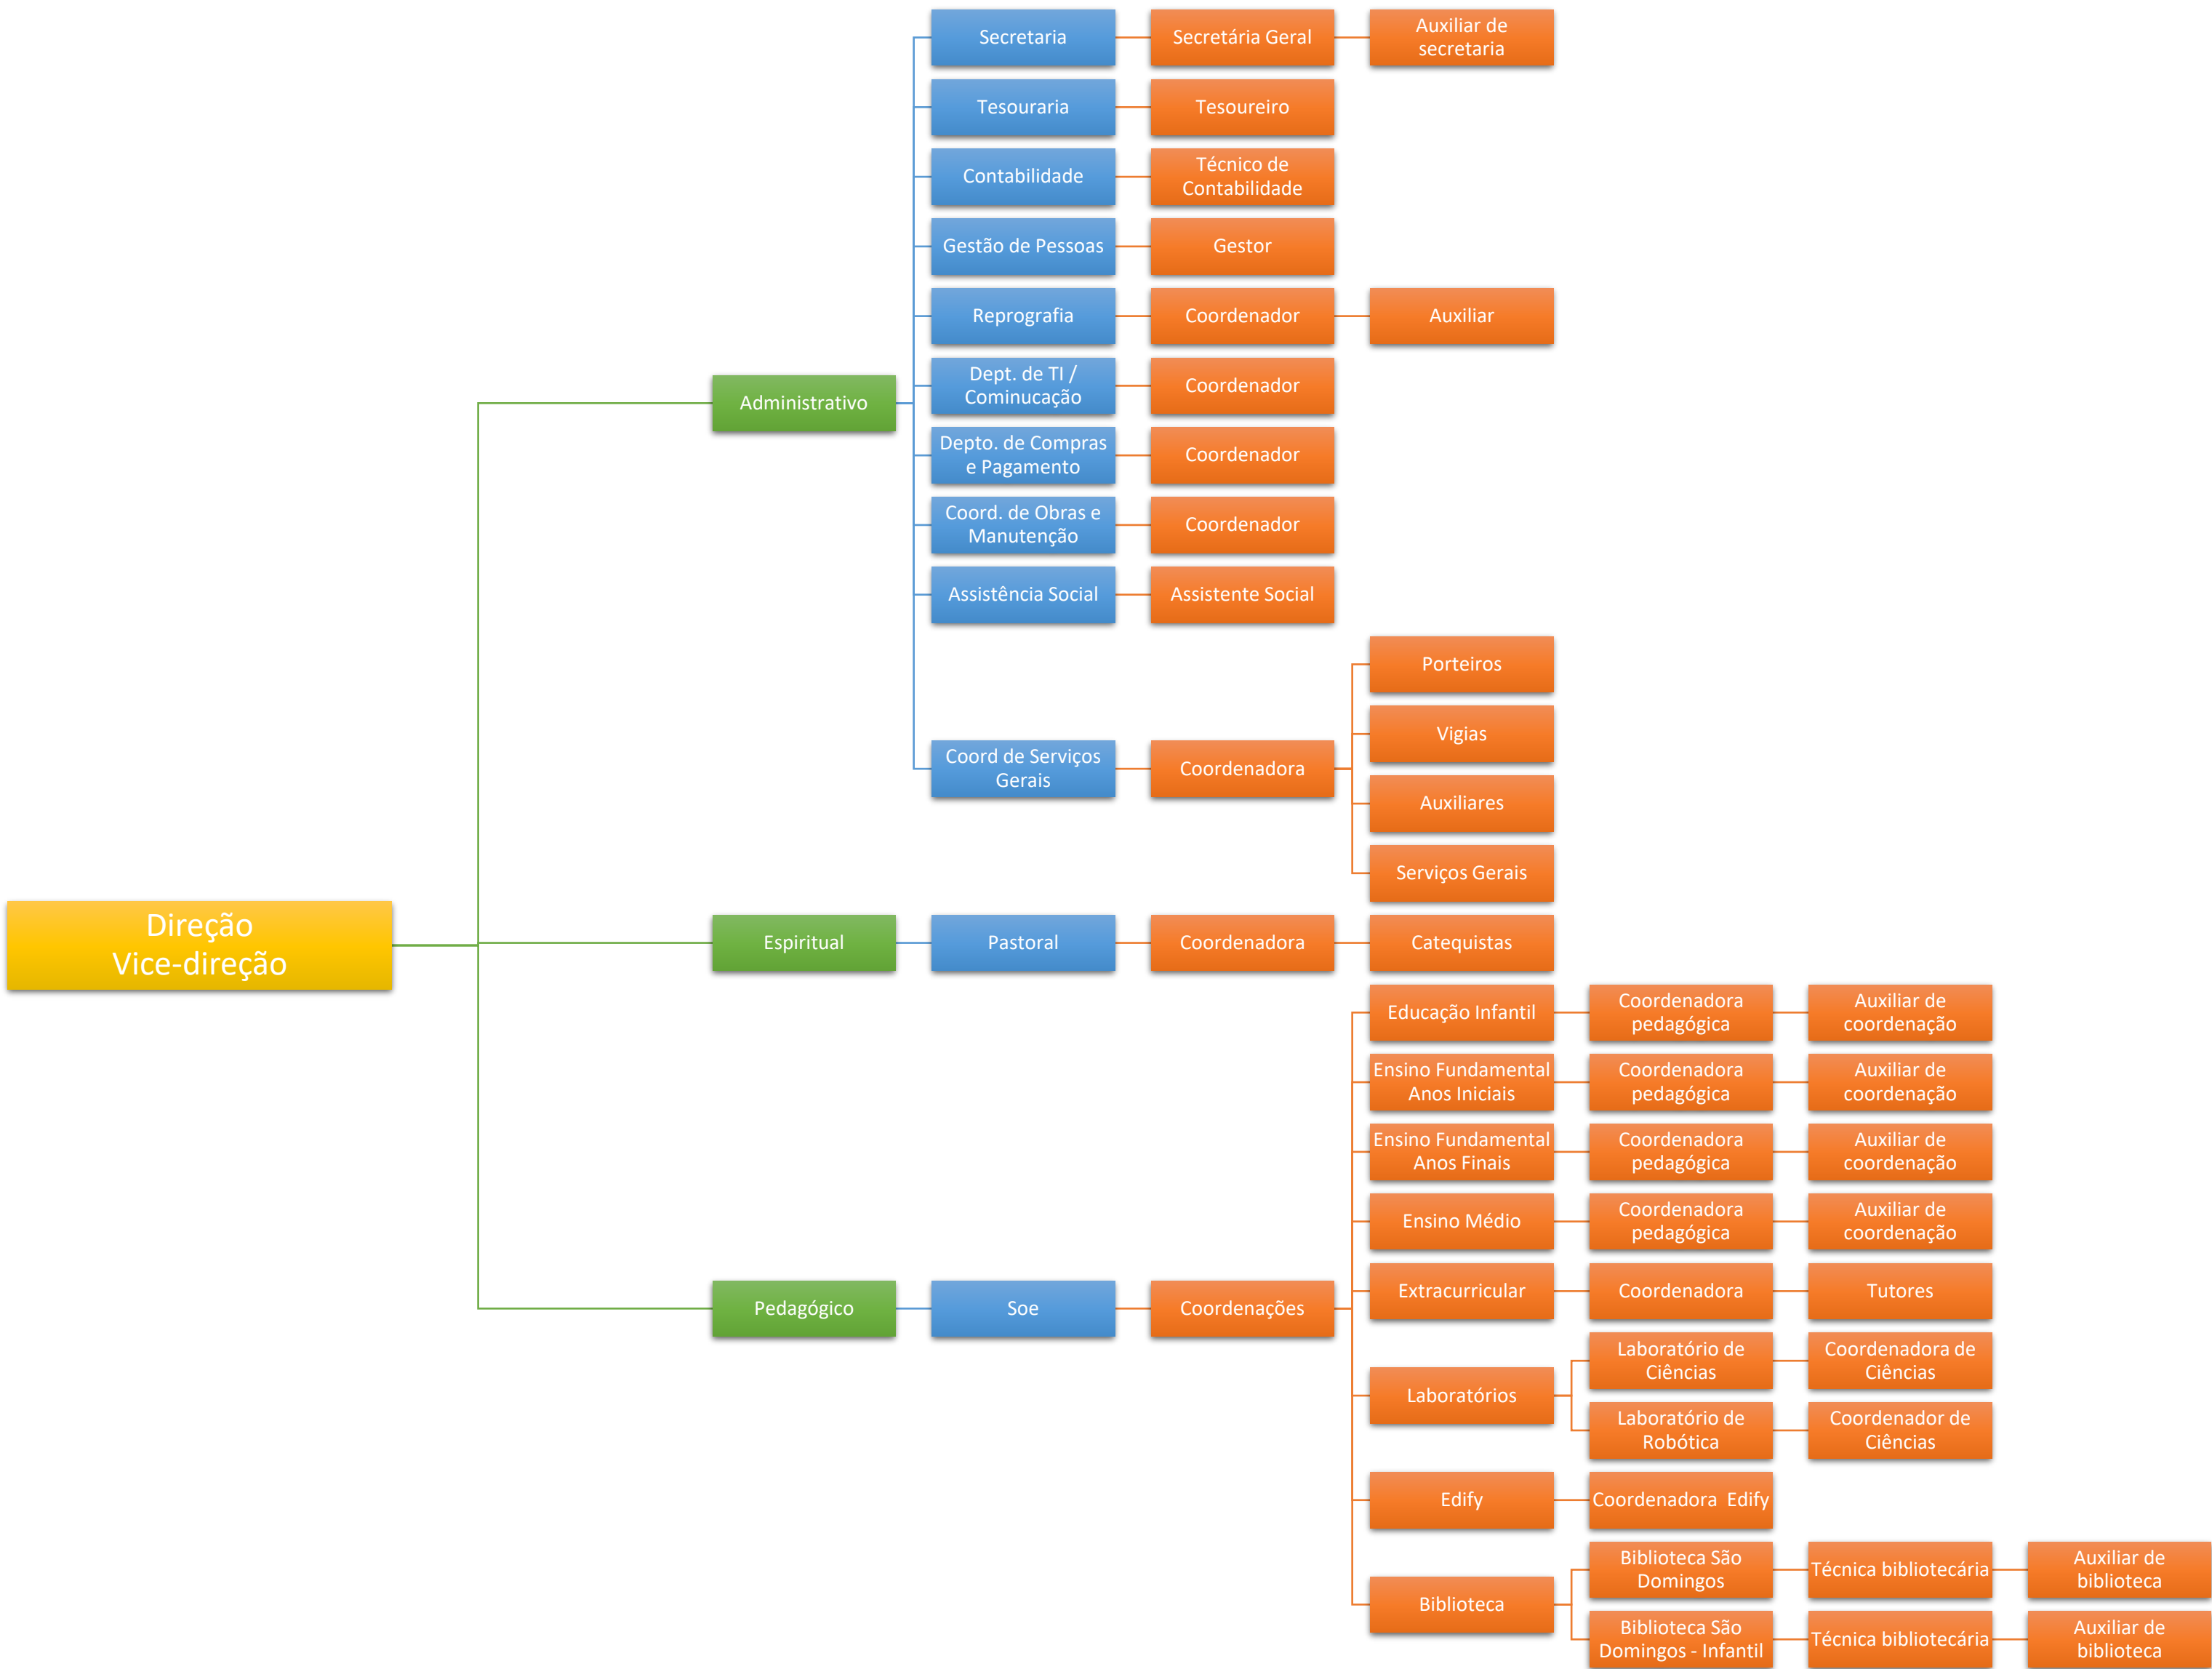 Secretaria
Secretária Geral
Auxiliar de
secretaria
Tesouraria
Tesoureiro
Contabilidade
Técnico de
Contabilidade
Gestão de Pessoas
Gestor
Reprografia
Coordenador
Auxiliar
Administrativo
Dept. de TI /
Cominucação
Coordenador
Depto. de Compras
e Pagamento
Coordenador
Coord. de Obras e
Manutenção
Coordenador
Assistência Social
Assistente Social
Coord de Serviços
Gerais
Coordenadora
Porteiros
Vigias
Auxiliares
Serviços Gerais
Direção
Vice-direção
Espiritual
Pastoral
Coordenadora
Catequistas
Pedagógico
Soe
Coordenações
Educação Infantil
Coordenadora
pedagógica
Auxiliar de
coordenação
Ensino Fundamental
Anos Iniciais
Coordenadora
pedagógica
Auxiliar de
coordenação
Ensino Fundamental
Anos Finais
Coordenadora
pedagógica
Auxiliar de
coordenação
Ensino Médio
Coordenadora
pedagógica
Auxiliar de
coordenação
Extracurricular
Coordenadora
Tutores
Laboratórios
Laboratório de
Ciências
Coordenadora de
Ciências
Laboratório de
Robótica
Coordenador de
Ciências
Edify
Coordenadora Edify
Biblioteca
Biblioteca São
Domingos
Técnica bibliotecária
Auxiliar de
biblioteca
Biblioteca São
Domingos - Infantil
Técnica bibliotecária
Auxiliar de
biblioteca